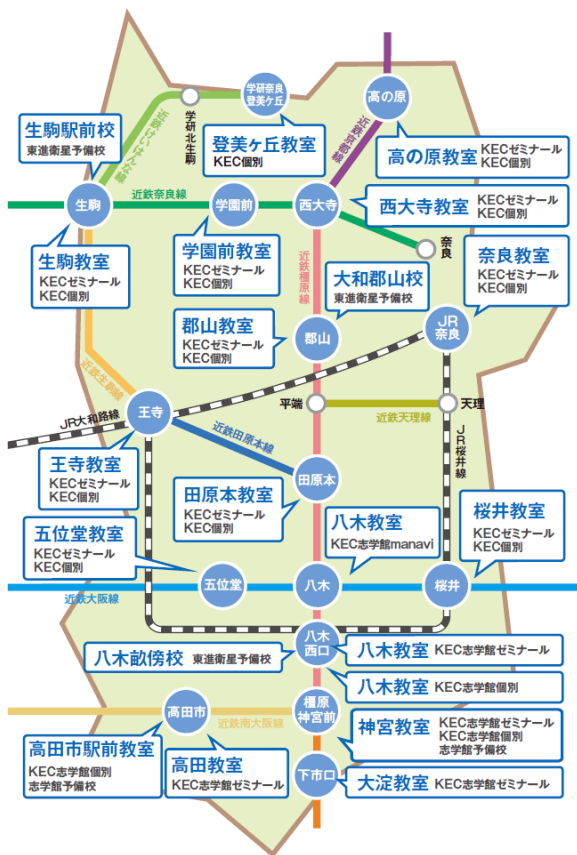 学研奈良
登美ケ丘
高の原
学研北生駒
近鉄けいはんな線
近鉄京都線
生駒駅前校
東進衛星予備校
登美ヶ丘教室
KEC個別
高の原教室 KECゼミナール
KEC個別
生駒
近鉄奈良線
学園前
西大寺
西大寺教室 KECゼミナール
KEC個別
生駒教室
KECゼミナール
KEC個別
学園前教室
KECゼミナール
KEC個別
近鉄橿原線
奈良
奈良教室
KECゼミナール
KEC個別
大和郡山校
東進衛星予備校
郡山教室
KECゼミナール
KEC個別
郡山
JR
奈良
近鉄生駒線
王寺
JR大和路線
平端
近鉄天理線
天理
近鉄田原本線
JR桜井線
王寺教室
KECゼミナール
KEC個別
田原本
田原本教室
KECゼミナール
KEC個別
八木教室
KEC志学館manavi
桜井教室
KECゼミナール
KEC個別
五位堂教室
KECゼミナール
KEC個別
近鉄大阪線
五位堂
八木
桜井
八木
西口
八木畝傍校 東進衛星予備校
八木教室 KEC志学館ゼミナール
八木教室 KEC志学館個別
高田市
近鉄南大阪線
橿原
神宮前
神宮教室 KEC志学館ゼミナール
KEC志学館個別
志学館予備校
高田市駅前教室
KEC志学館個別
志学館予備校
高田教室
KEC志学館ゼミナール
下市口
大淀教室 KEC志学館ゼミナール